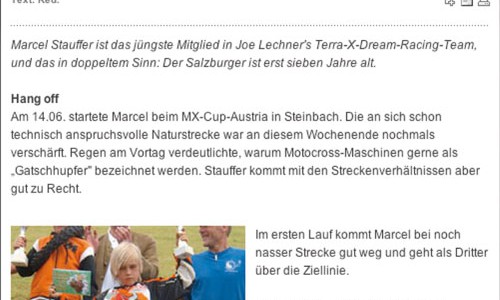 Text: Red.
Marcel Stauffer ist das jüngste Mitglied in Joe Lechner's Terra-X-Dream-Racing-Team,
und das in doppeltem Sinn: Der Salzburger ist erst sieben Jahre alt.
Hang off
Am 14.06. startete Marcel beim MX-Cup-Austria in Steinbach. Die an sich schon
technisch anspruchsvolle Naturstrecke war an diesem Wochenende nochmals
verschärft. Regen am Vortag verdeutlichte, warum Motocross-Maschinen gerne als
„Gatschhupfer" bezeichnet werden. Stauffer kommt mit den Streckenverhältnissen aber
gut zu Recht.
Im ersten Lauf kommt Marcel bei noch
nasser Strecke gut weg und geht als Dritter
über die Ziellinie.